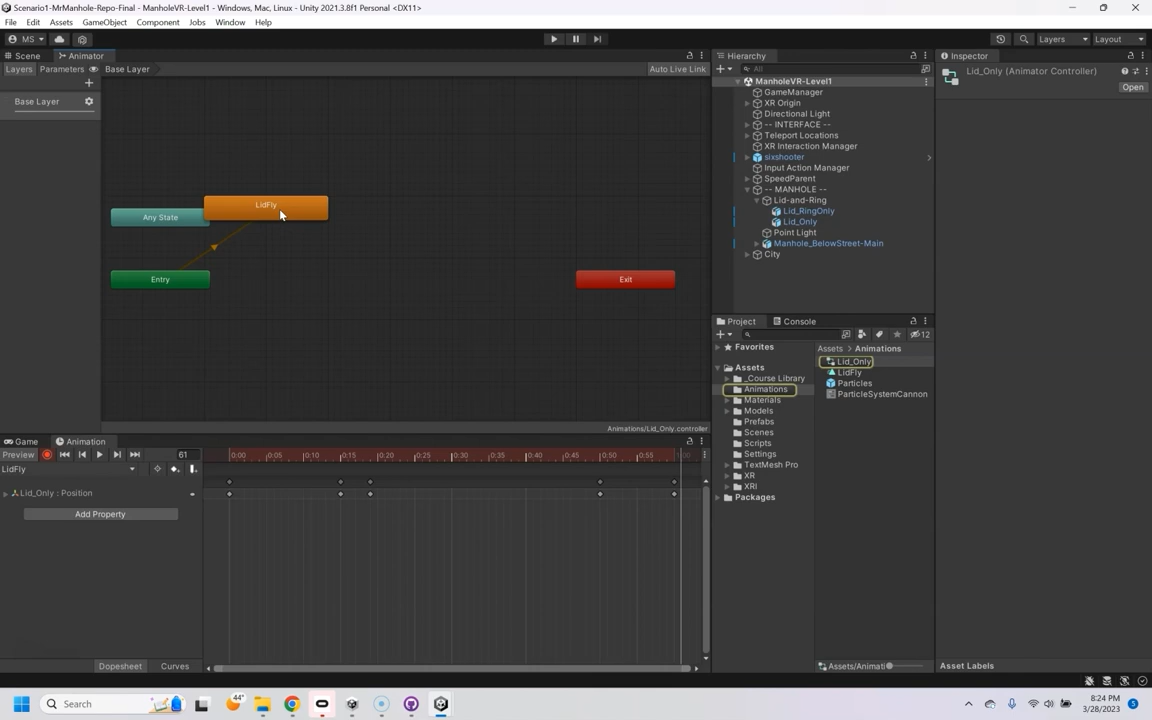 Scenario1-MrManhole-Repo-Final - ManholeVR-Level1 - Windows, Mac, Linux - Unity 2021.3.8f1 Personal <DX11>
File Edit Assets GameObject Component Jobs Window Help
MS Layers Layout
Scene Animator
Layers Parameters Base Layer Auto Live Link
Base Layer
LidFly
Any State
Entry
Exit
Animations/Lid_Only.controller
Game Animation
Preview 61 0:00 0:05 0:10 0:15 0:20 0:25 0:30 0:35 0:40 0:45 0:50 0:55 1:00
LidFly
Lid_Only : Position
Add Property
Dopesheet Curves
Hierarchy
All
ManholeVR-Level1
GameManager
XR Origin
Directional Light
-- INTERFACE --
Teleport Locations
XR Interaction Manager
sixshooter
Input Action Manager
SpeedParent
-- MANHOLE --
Lid-and-Ring
Lid_RingOnly
Lid_Only
Point Light
Manhole_BelowStreet-Main
City
Project Console
12
Favorites
Assets
_Course Library
Animations
Materials
Models
Prefabs
Scenes
Scripts
Settings
TextMesh Pro
XR
XRI
Packages
Assets > Animations
Lid_Only
LidFly
Particles
ParticleSystemCannon
Assets/Animati
Inspector
Lid_Only (Animator Controller)
Open
Asset Labels
Search
44°
8:24 PM
3/28/2023
5